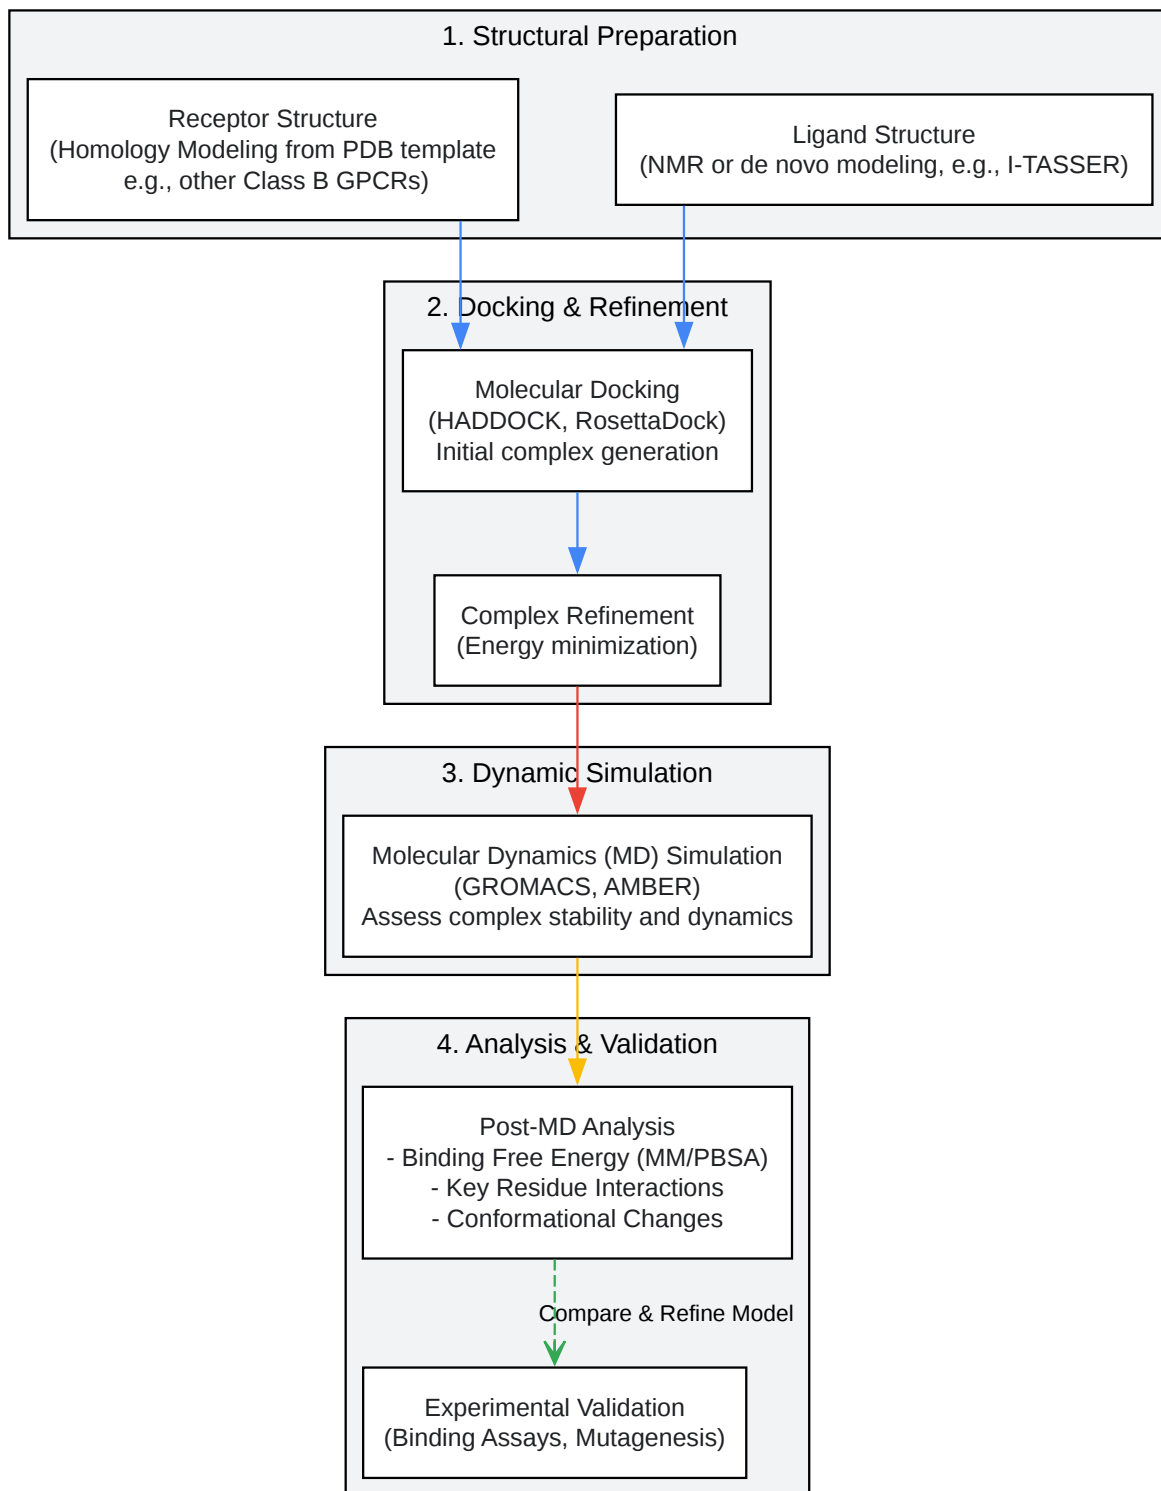 1. Structural Preparation
Receptor Structure
(Homology Modeling from PDB template
e.g., other Class B GPCRs)
Ligand Structure
(NMR or de novo modeling, e.g., I-TASSER)
2. Docking & Refinement
Molecular Docking
(HADDOCK, RosettaDock)
Initial complex generation
Complex Refinement
(Energy minimization)
3. Dynamic Simulation
Molecular Dynamics (MD) Simulation
(GROMACS, AMBER)
Assess complex stability and dynamics
4. Analysis & Validation
Post-MD Analysis
- Binding Free Energy (MM/PBSA)
- Key Residue Interactions
- Conformational Changes
Compare & Refine Model
Experimental Validation
(Binding Assays, Mutagenesis)